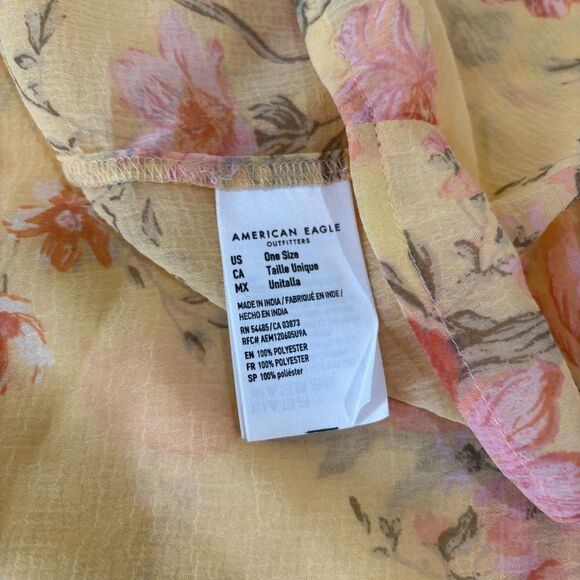 AMERICAN EAGLE
OUTFITTERS
US One Size
CA Taille Unique
MX Unitalla
MADE IN INDIA / FABRIQUÉ EN INDE /
HECHO EN INDIA
RN 54485 / CA 03873
RFC# AEM120605U9A
EN 100% POLYESTER
FR 100% POLYESTER
SP 100% poliéster